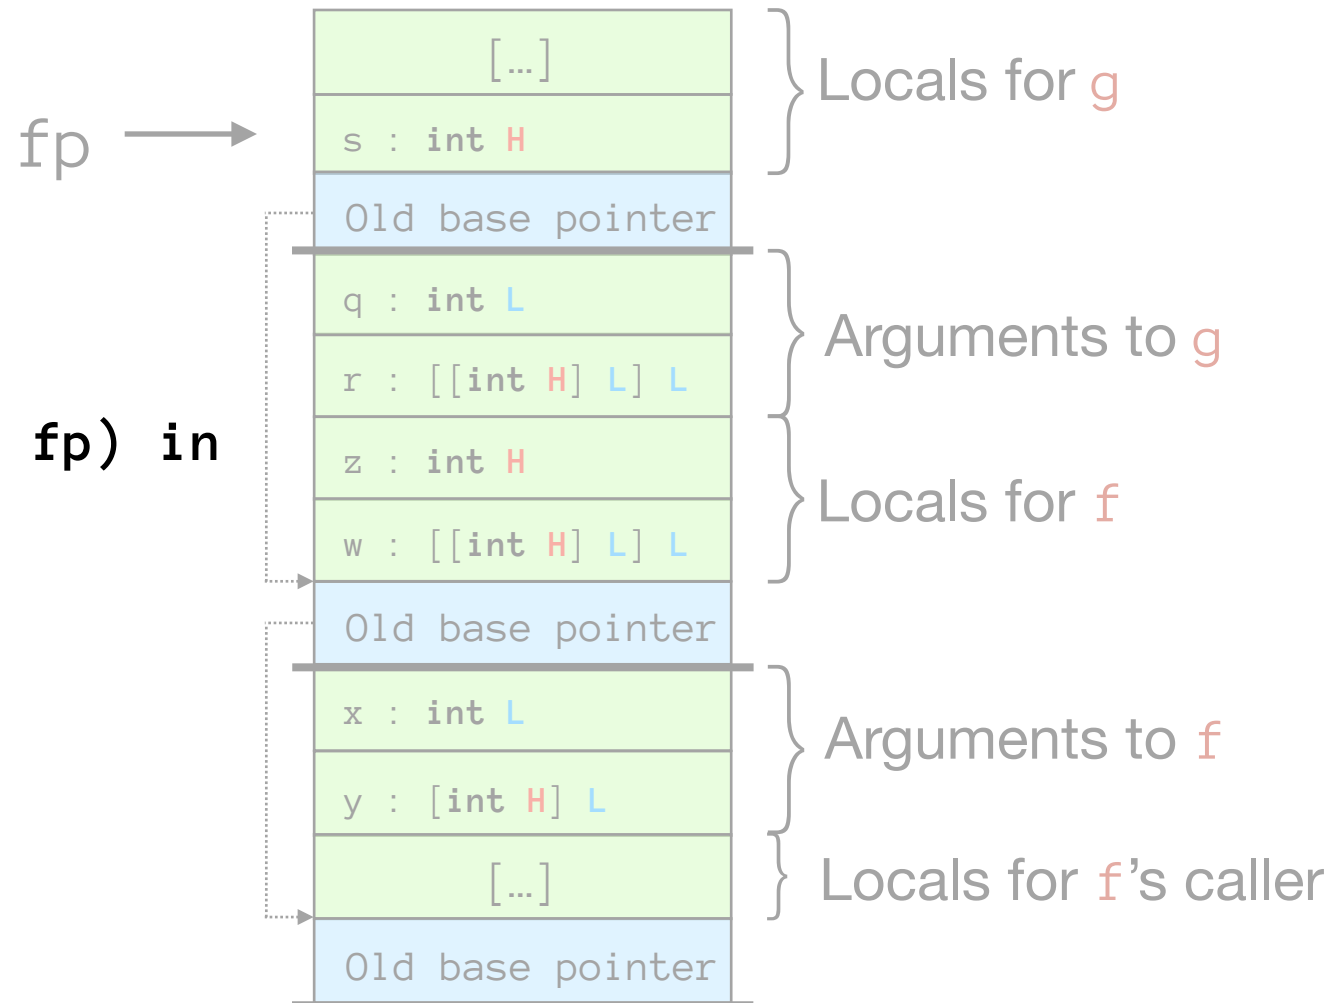 […]
Locals for g
fp
s : int H
Old base pointer
q : int L
Arguments to g
r : [[int H] L] L
fp) in
z : int H
Locals for f
w : [[int H] L] L
Old base pointer
x : int L
Arguments to f
y : [int H] L
[…]
Locals for f’s caller
Old base pointer